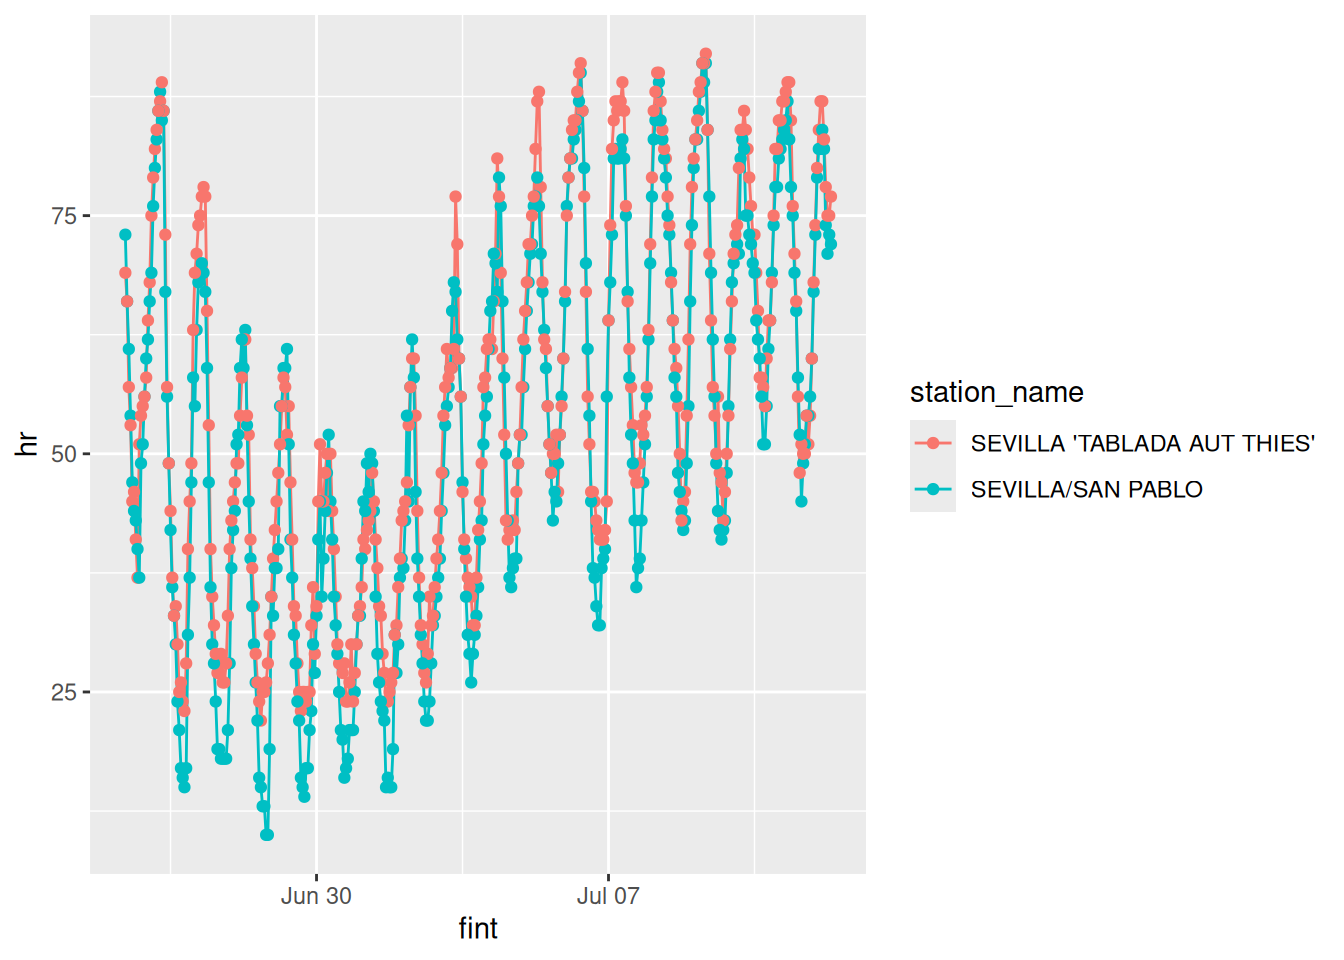 75
50
25
hr
Jun 30
Jul 07
fint
station_name
SEVILLA 'TABLADA AUT THIES'
SEVILLA/SAN PABLO